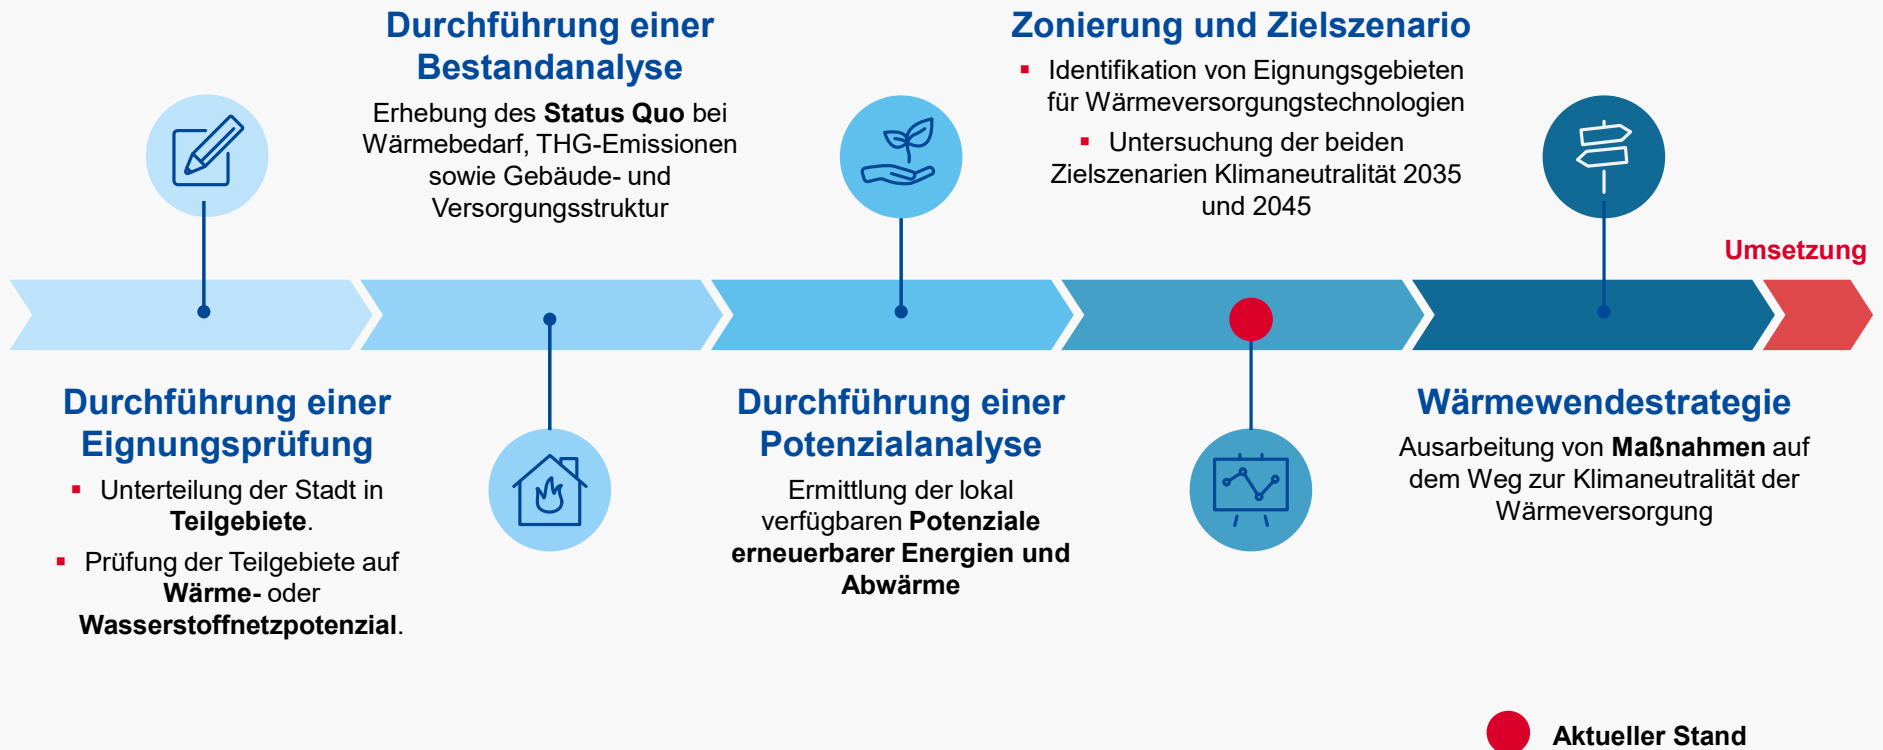 Durchführung einer
Bestandanalyse
Erhebung des Status Quo bei
Wärmebedarf, THG-Emissionen
sowie Gebäude- und
Versorgungsstruktur
Zonierung und Zielszenario
▪ Identifikation von Eignungsgebieten
für Wärmeversorgungstechnologien
▪ Untersuchung der beiden
Zielszenarien Klimaneutralität 2035
und 2045
Umsetzung
Durchführung einer
Eignungsprüfung
▪ Unterteilung der Stadt in
Teilgebiete.
▪ Prüfung der Teilgebiete auf
Wärme- oder
Wasserstoffnetzpotenzial.
Durchführung einer
Potenzialanalyse
Ermittlung der lokal
verfügbaren Potenziale
erneuerbarer Energien und
Abwärme
Wärmewendestrategie
Ausarbeitung von Maßnahmen auf
dem Weg zur Klimaneutralität der
Wärmeversorgung
Aktueller Stand